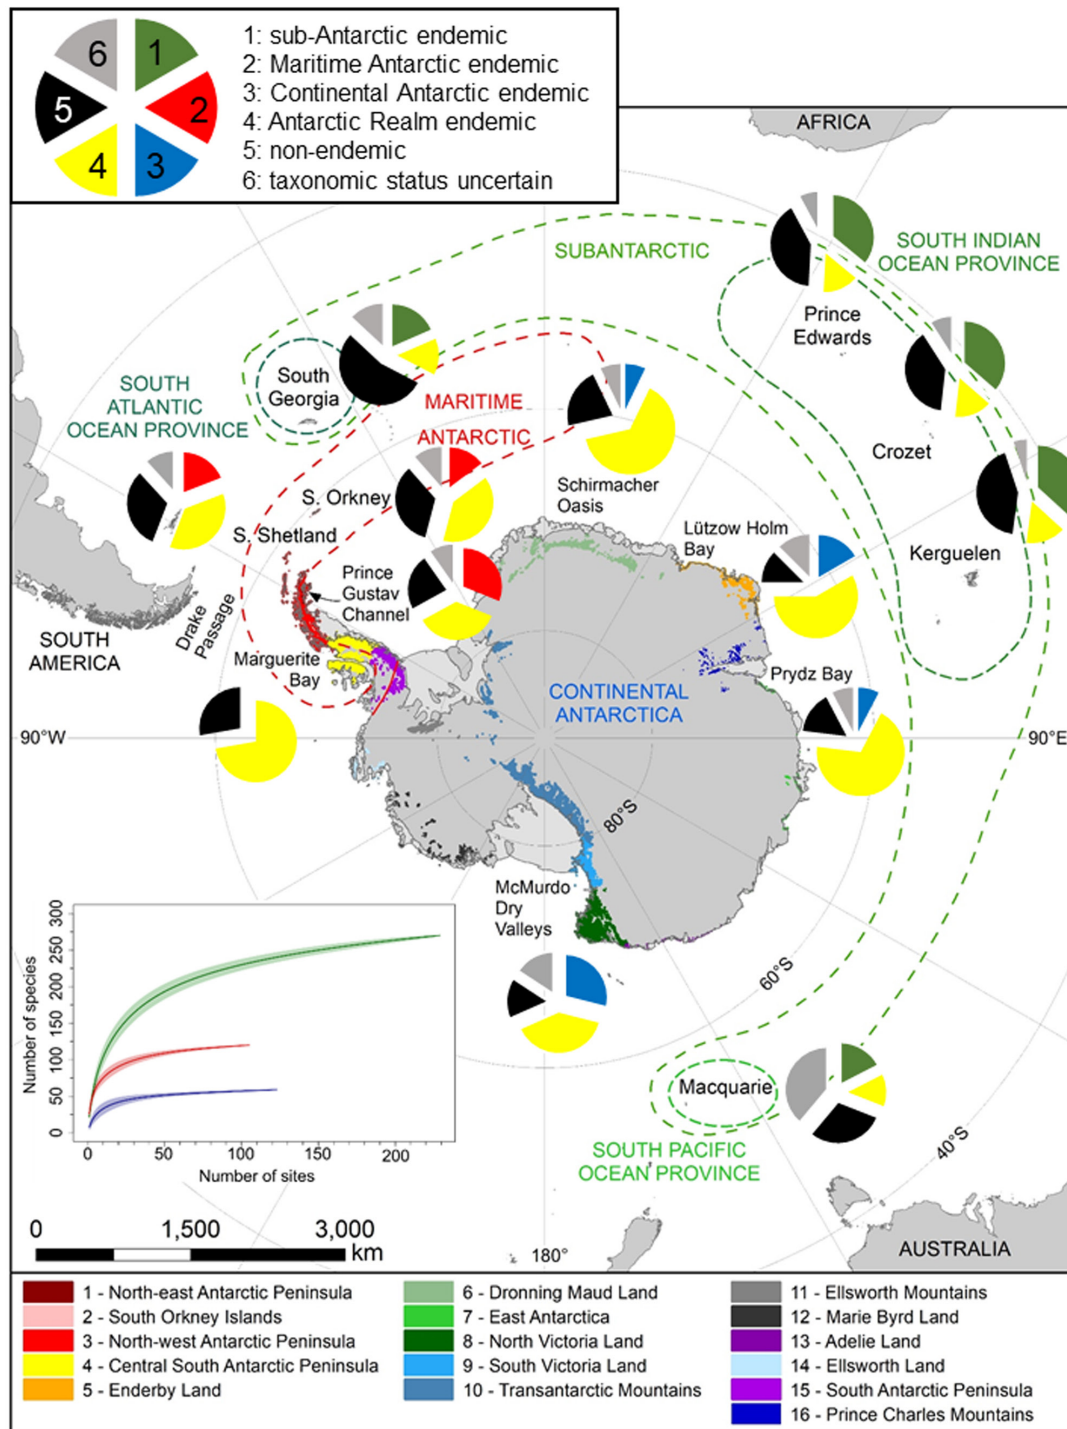 1
2
3
4
5
6
1: sub-Antarctic endemic
2: Maritime Antarctic endemic
3: Continental Antarctic endemic
4: Antarctic Realm endemic
5: non-endemic
6: taxonomic status uncertain
AFRICA
SUBANTARCTIC
SOUTH INDIAN
OCEAN PROVINCE
Prince
Edwards
South
Georgia
SOUTH
ATLANTIC
OCEAN PROVINCE
MARITIME
ANTARCTIC
Crozet
Schirmacher
Oasis
S. Orkney
Lützow Holm
Bay
S. Shetland
Kerguelen
Prince
Gustav
Channel
Drake
Passage
SOUTH
AMERICA
Marguerite
Bay
Prydz Bay
CONTINENTAL
ANTARCTICA
90°W
90°E
80°S
McMurdo
Dry
Valleys
60°S
Number of species
300
250
200
150
100
50
0
0
50
100
150
200
Number of sites
Macquarie
SOUTH PACIFIC
OCEAN PROVINCE
40°S
0
1,500
3,000
km
180°
AUSTRALIA
1 - North-east Antarctic Peninsula
2 - South Orkney Islands
3 - North-west Antarctic Peninsula
4 - Central South Antarctic Peninsula
5 - Enderby Land
6 - Dronning Maud Land
7 - East Antarctica
8 - North Victoria Land
9 - South Victoria Land
10 - Transantarctic Mountains
11 - Ellsworth Mountains
12 - Marie Byrd Land
13 - Adelie Land
14 - Ellsworth Land
15 - South Antarctic Peninsula
16 - Prince Charles Mountains